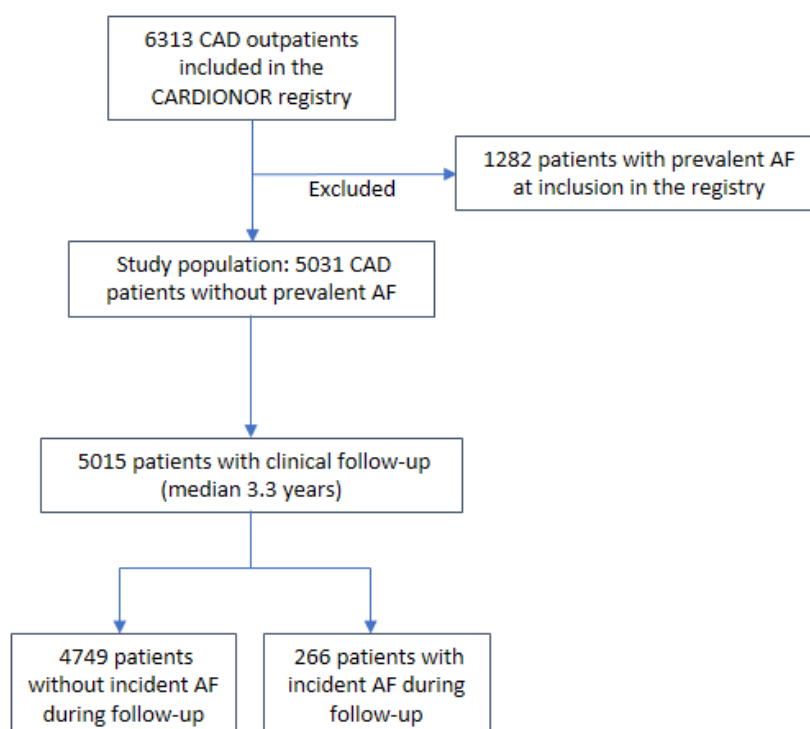 6313 CAD outpatients
included in the
CARDIONOR registry
Excluded
1282 patients with prevalent AF
at inclusion in the registry
Study population: 5031 CAD
patients without prevalent AF
5015 patients with clinical follow-up
(median 3.3 years)
4749 patients
without incident AF
during follow-up
266 patients with
incident AF during
follow-up